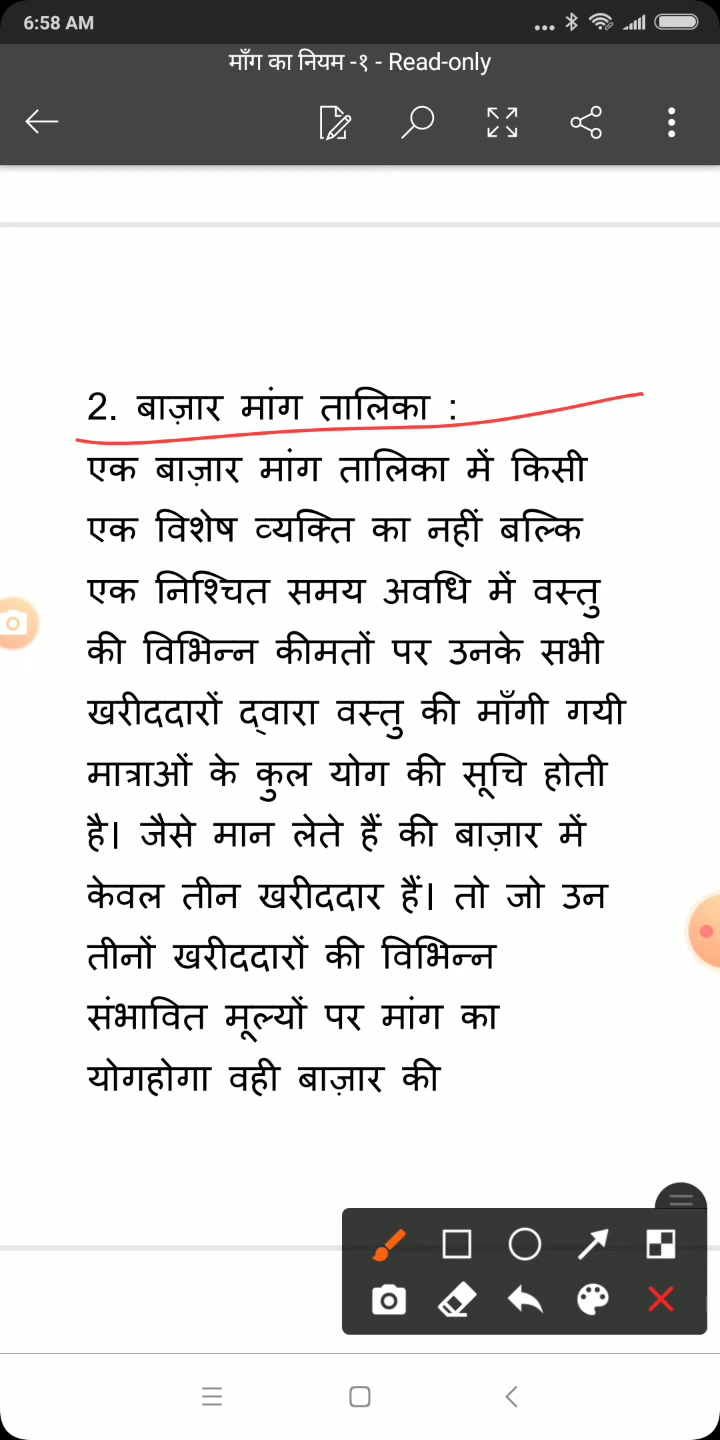 6:58 AM
माँग का नियम -१ - Read-only
2. बाज़ार मांग तालिका :
एक बाज़ार मांग तालिका में किसी
एक विशेष व्यक्ति का नहीं बल्कि
एक निश्चित समय अवधि में वस्तु
की विभिन्न कीमतों पर उनके सभी
खरीददारों द्वारा वस्तु की माँगी गयी
मात्राओं के कुल योग की सूचि होती
है। जैसे मान लेते हैं की बाज़ार में
केवल तीन खरीददार हैं। तो जो उन
तीनों खरीददारों की विभिन्न
संभावित मूल्यों पर मांग का
योगहोगा वही बाज़ार की